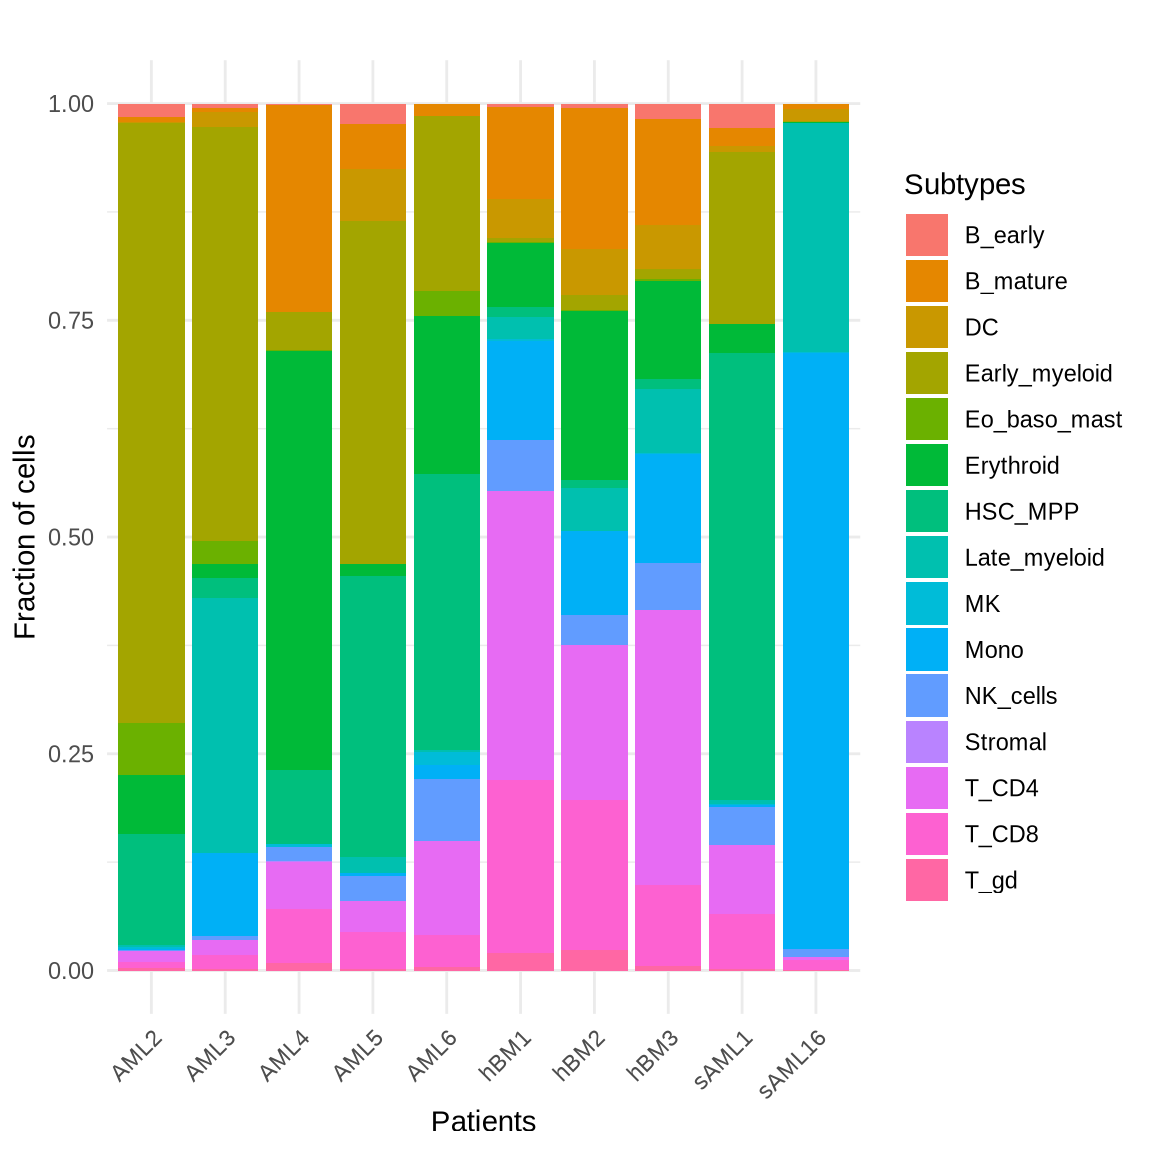 1.00
0.75
0.50
0.25
0.00
Fraction of cells
AML2
AML3
AML4
AML5
AML6
hBM1
hBM2
hBM3
sAML1
sAML16
Patients
Subtypes
B_early
B_mature
DC
Early_myeloid
Eo_baso_mast
Erythroid
HSC_MPP
Late_myeloid
MK
Mono
NK_cells
Stromal
T_CD4
T_CD8
T_gd